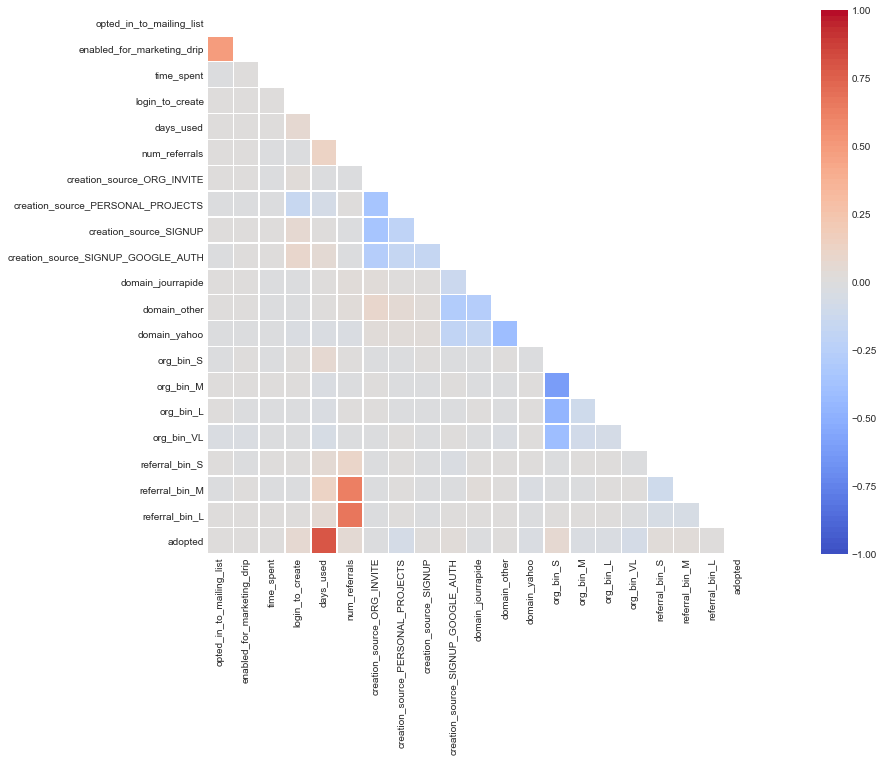 opted_in_to_mailing_list
enabled_for_marketing_drip
time_spent
login_to_create
days_used
num_referrals
creation_source_ORG_INVITE
creation_source_PERSONAL_PROJECTS
creation_source_SIGNUP
creation_source_SIGNUP_GOOGLE_AUTH
domain_jourrapide
domain_other
domain_yahoo
org_bin_S
org_bin_M
org_bin_L
org_bin_VL
referral_bin_S
referral_bin_M
referral_bin_L
adopted
opted_in_to_mailing_list
enabled_for_marketing_drip
time_spent
login_to_create
days_used
num_referrals
creation_source_ORG_INVITE
creation_source_PERSONAL_PROJECTS
creation_source_SIGNUP
creation_source_SIGNUP_GOOGLE_AUTH
domain_jourrapide
domain_other
domain_yahoo
org_bin_S
org_bin_M
org_bin_L
org_bin_VL
referral_bin_S
referral_bin_M
referral_bin_L
adopted
1.00
0.75
0.50
0.25
0.00
−0.25
−0.50
−0.75
−1.00